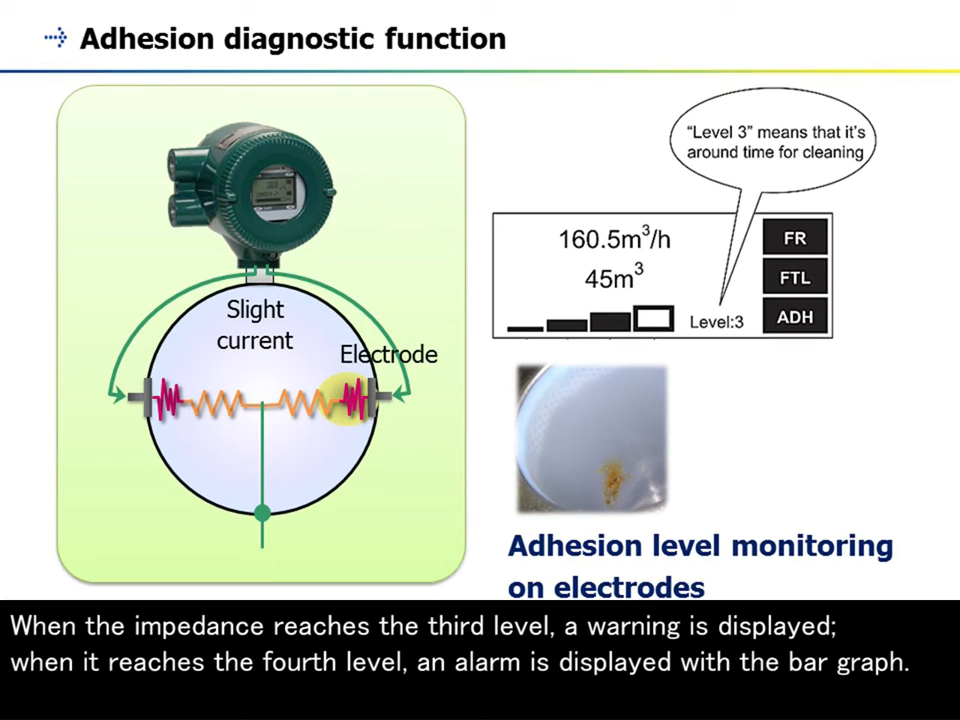 Adhesion diagnostic function
Slight
current
Electrode
"Level 3" means that it's
around time for cleaning
160.5m³/h
45m³
Level:3
FR
FTL
ADH
Adhesion level monitoring
on electrodes
When the impedance reaches the third level, a warning is displayed;
when it reaches the fourth level, an alarm is displayed with the bar graph.